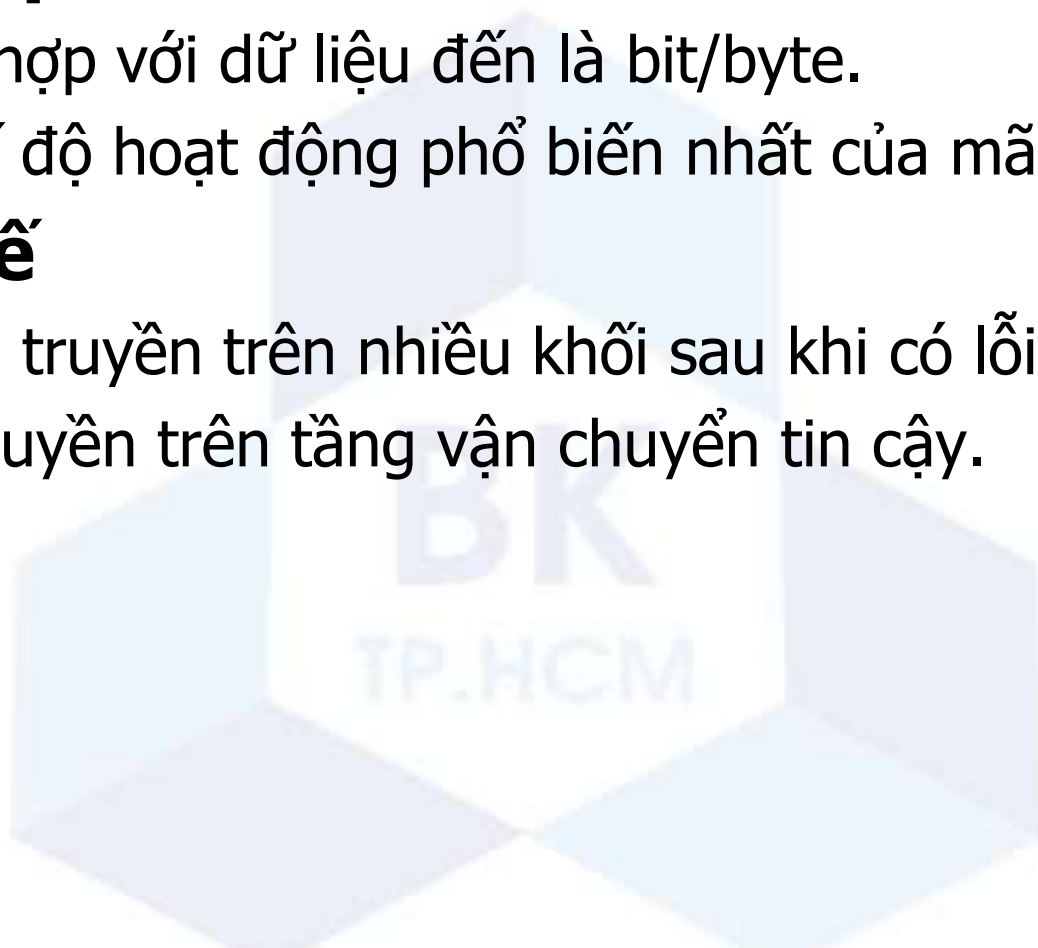 hợp với dữ liệu đến là bit/byte.
độ hoạt động phổ biến nhất của mã
ế
truyền trên nhiều khối sau khi có lỗi
uyền trên tầng vận chuyển tin cậy.
BK
TP.HCM